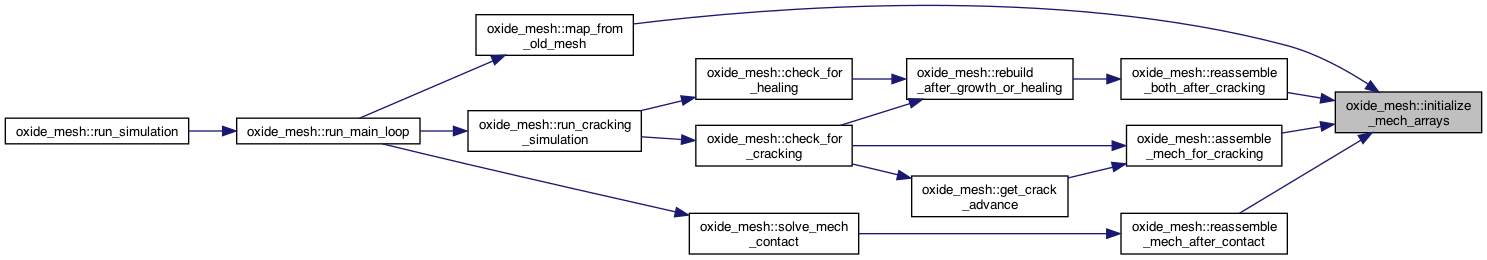 oxide_mesh::run_simulation
oxide_mesh::run_main_loop
oxide_mesh::map_from
_old_mesh
oxide_mesh::run_cracking
_simulation
oxide_mesh::check_for
_healing
oxide_mesh::check_for
_cracking
oxide_mesh::solve_mech
_contact
oxide_mesh::rebuild
_after_growth_or_healing
oxide_mesh::get_crack
_advance
oxide_mesh::reassemble
_both_after_cracking
oxide_mesh::assemble
_mech_for_cracking
oxide_mesh::reassemble
_mech_after_contact
oxide_mesh::initialize
_mech_arrays